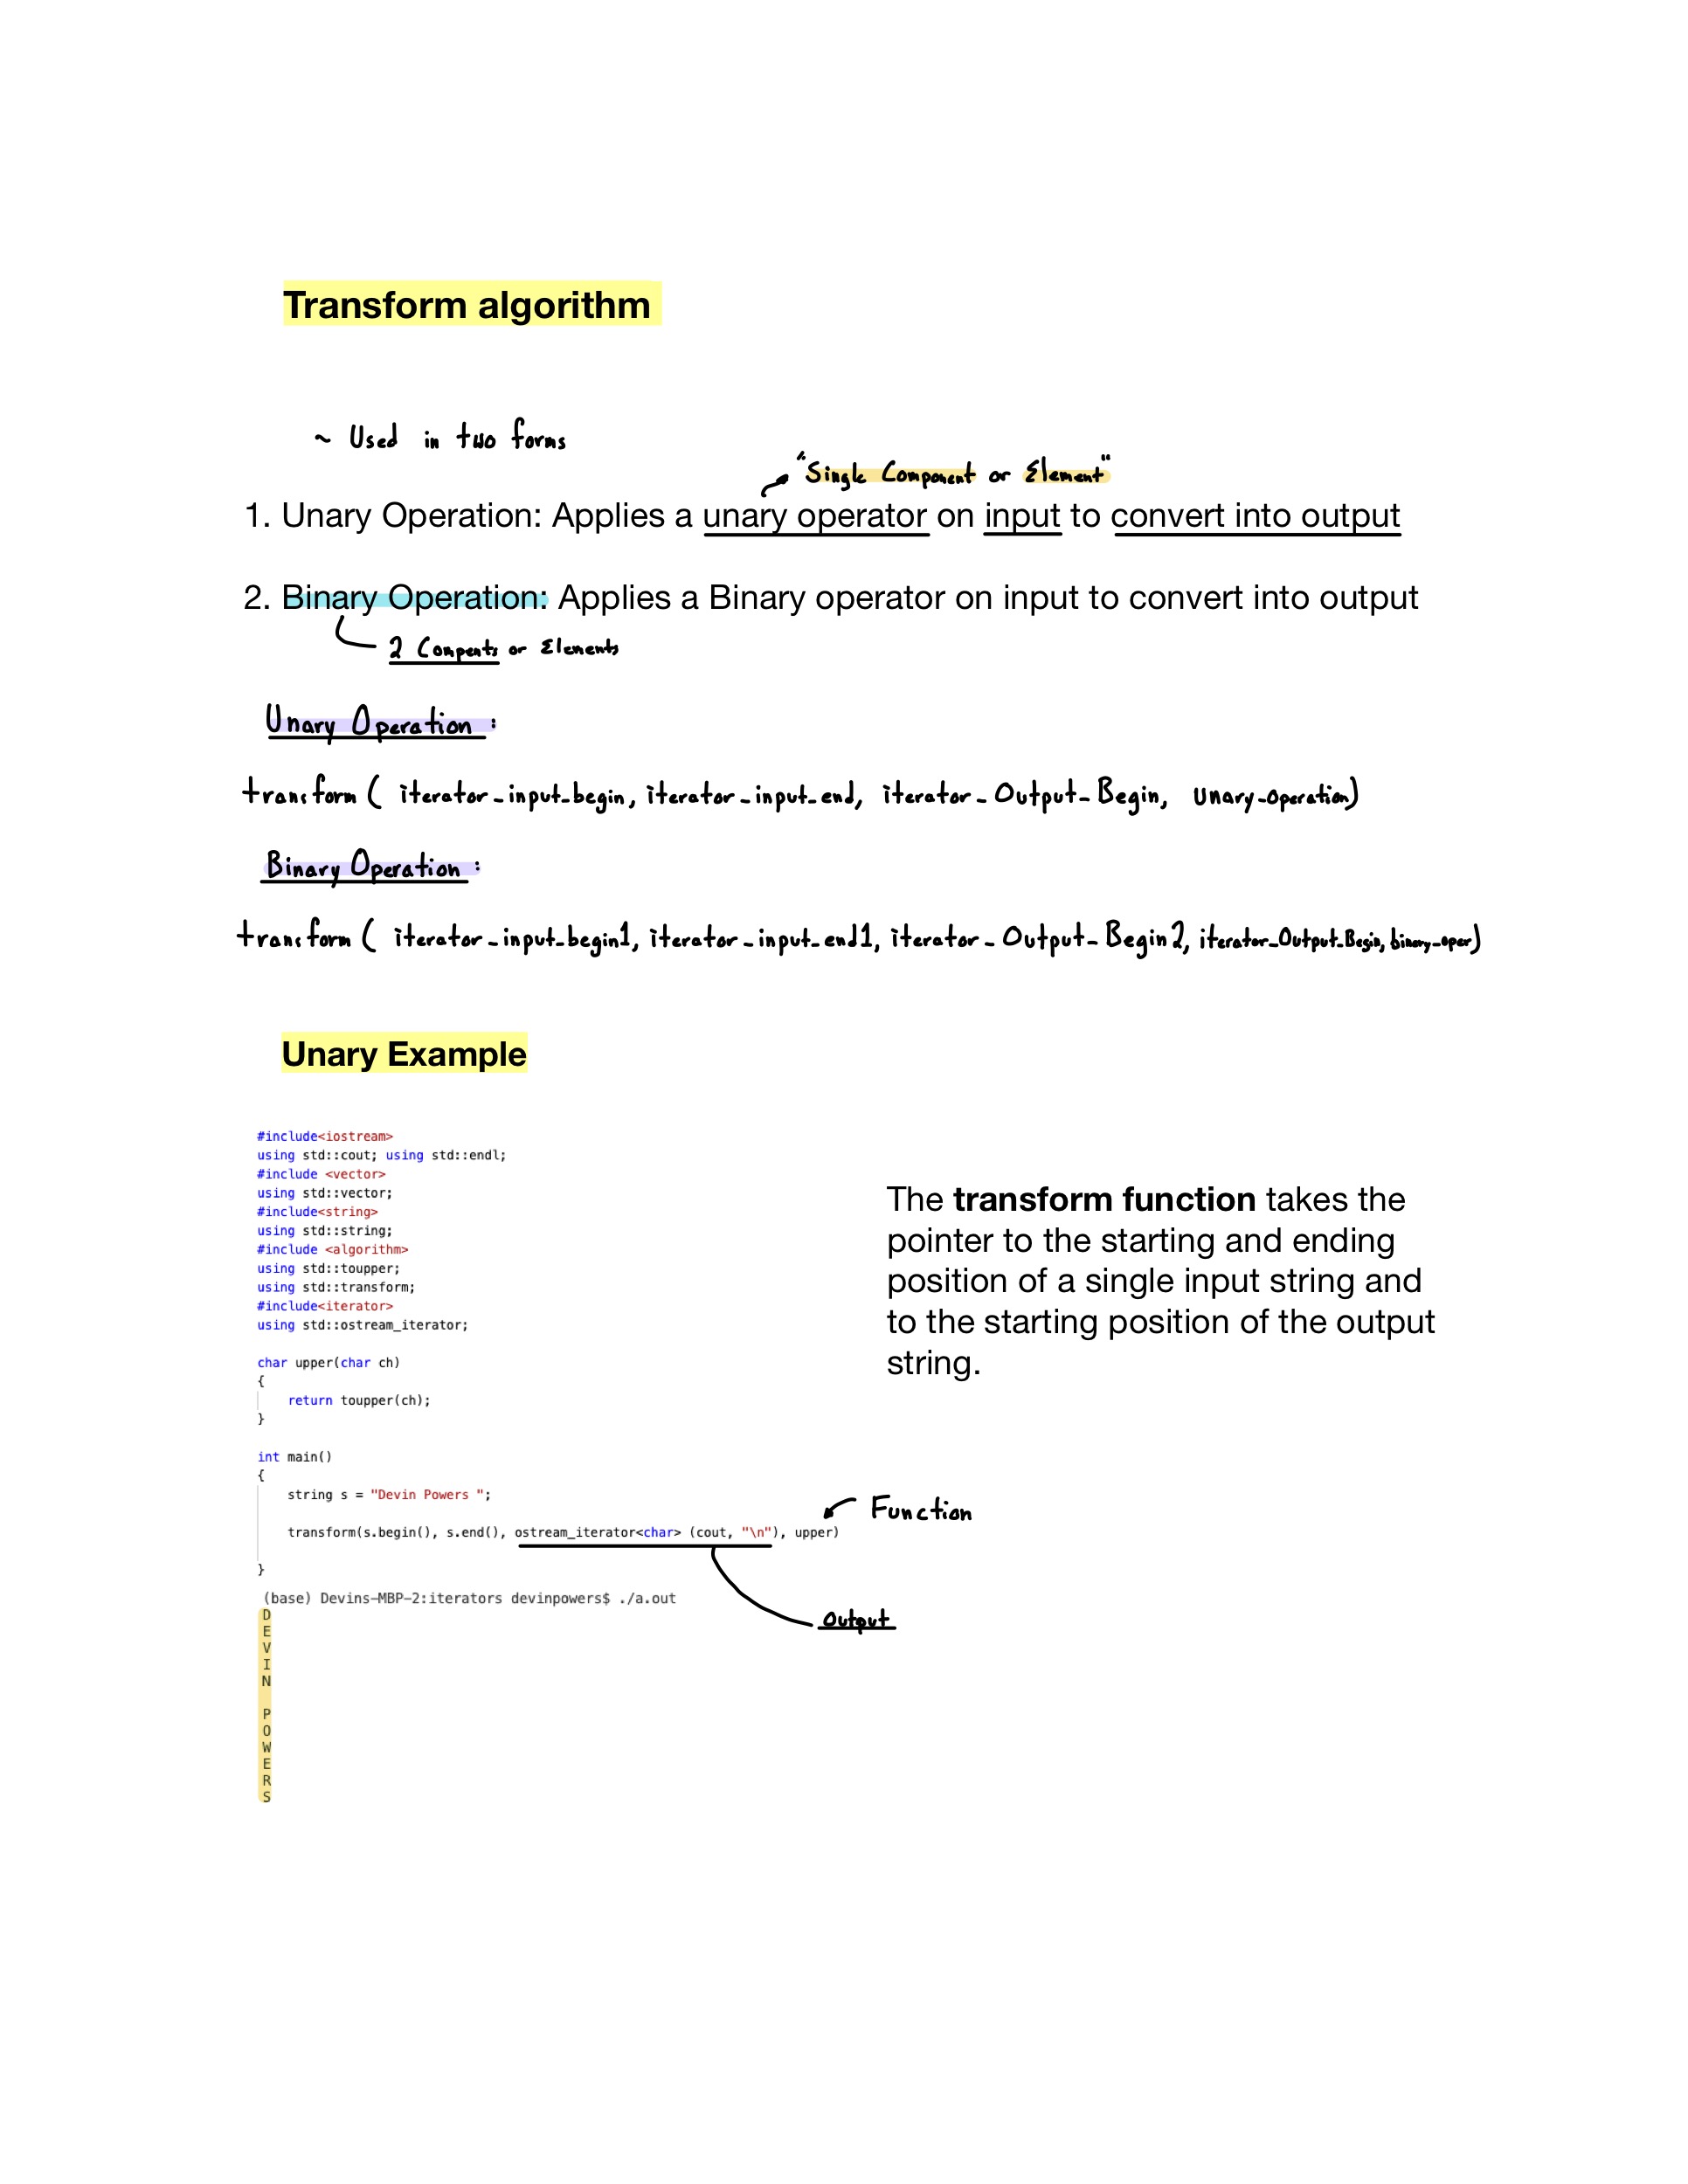 Transform algorithm
~ Used in two forms
"Single Component or Element"
1. Unary Operation: Applies a unary operator on input to convert into output
2. Binary Operation: Applies a Binary operator on input to convert into output
2 Compents or Elements
Unary Operation :
transform( iterator_input_begin, iterator_input_end, iterator_Output_Begin, Unary_operation)
Binary Operation :
transform( iterator_input_begin1, iterator_input_end1, iterator_Output_Begin2, iterator_Output_Begin, binary_oper)
Unary Example
#include<iostream>
using std::cout; using std::endl;
#include <vector>
using std::vector;
#include<string>
using std::string;
#include <algorithm>
using std::toupper;
using std::transform;
#include<iterator>
using std::ostream_iterator;
char upper(char ch)
{
return toupper(ch);
}
int main()
{
string s = "Devin Powers ";
transform(s.begin(), s.end(), ostream_iterator<char> (cout, "\n"), upper)
}
The transform function takes the
pointer to the starting and ending
position of a single input string and
to the starting position of the output
string.
Function
Output
(base) Devins-MBP-2:iterators devinpowers$ ./a.out
D
E
V
I
N
P
O
W
E
R
S